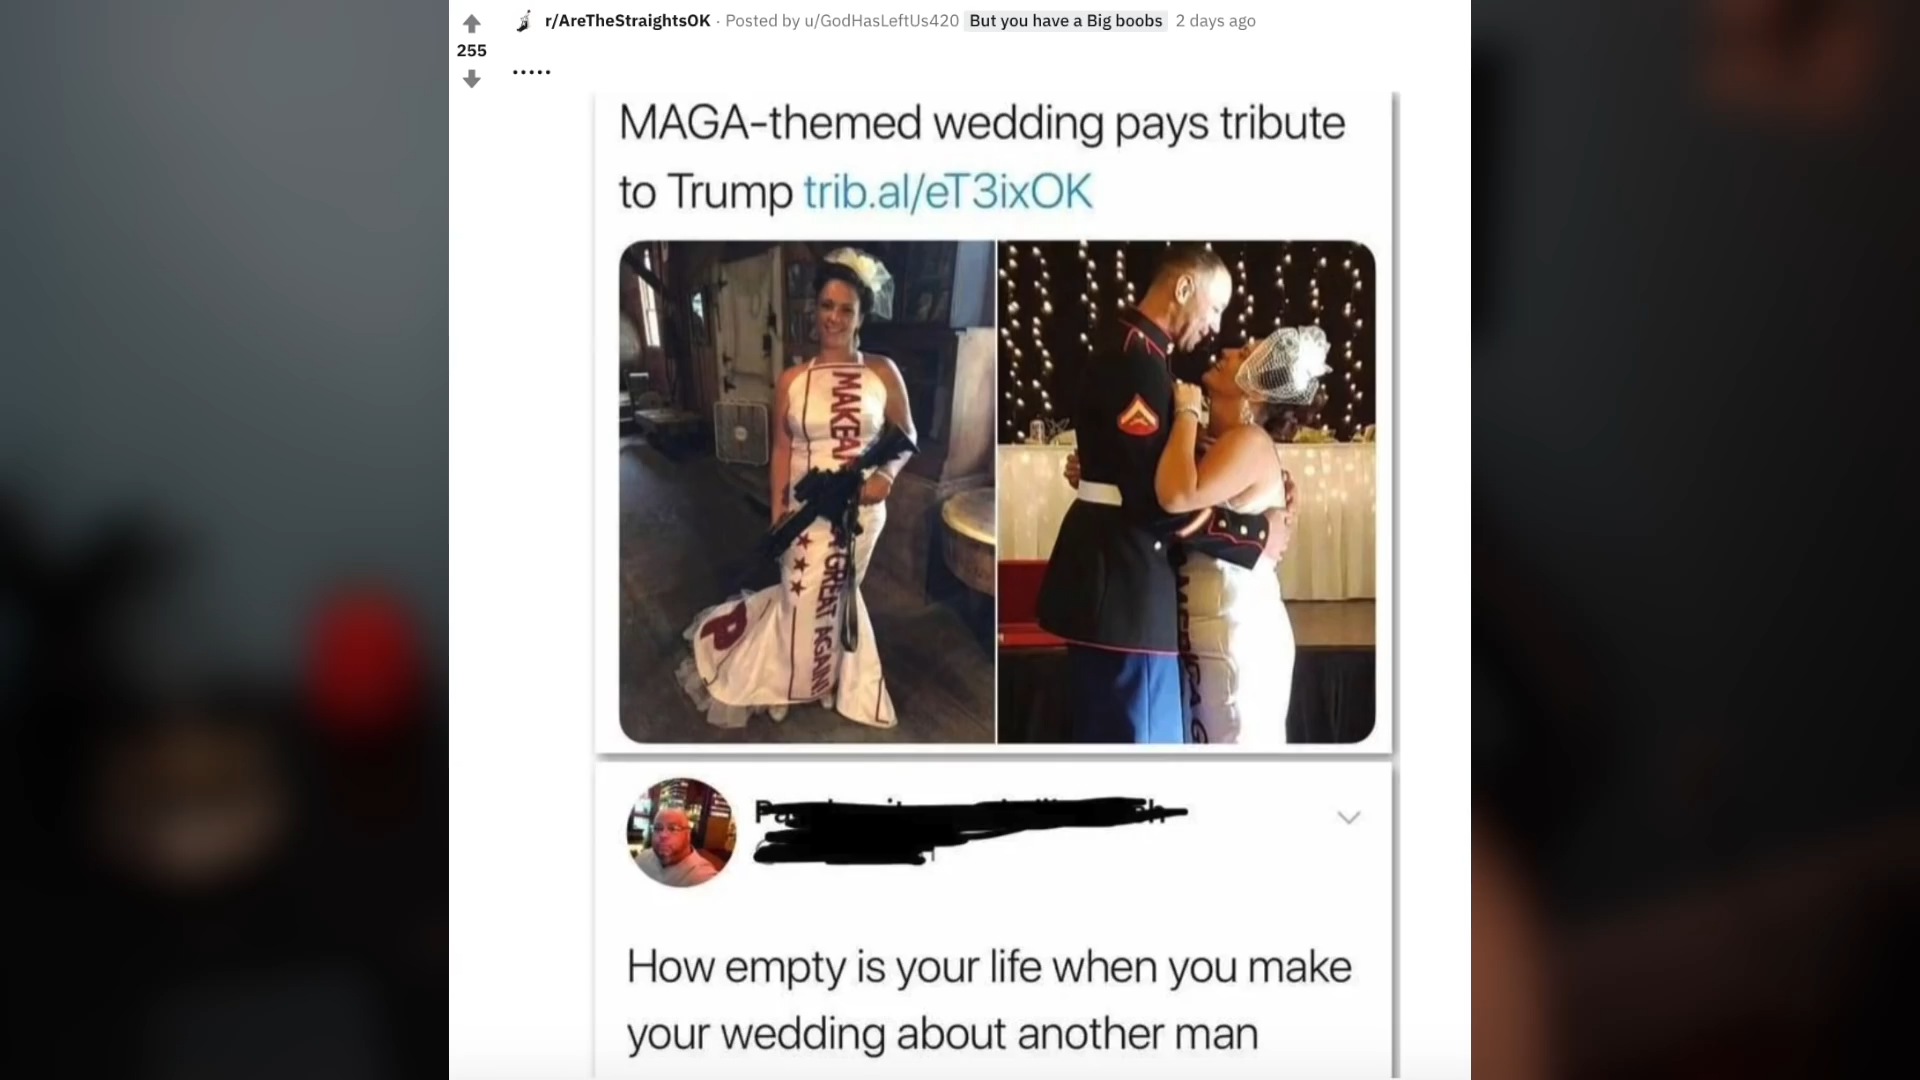 r/AreTheStraightsOK · Posted by u/GodHasLeftUs420 But you have a Big boobs 2 days ago
255
.....
MAGA-themed wedding pays tribute
to Trump trib.al/eT3ixOK
MAKE A
GREAT AGAIN!
P
How empty is your life when you make
your wedding about another man